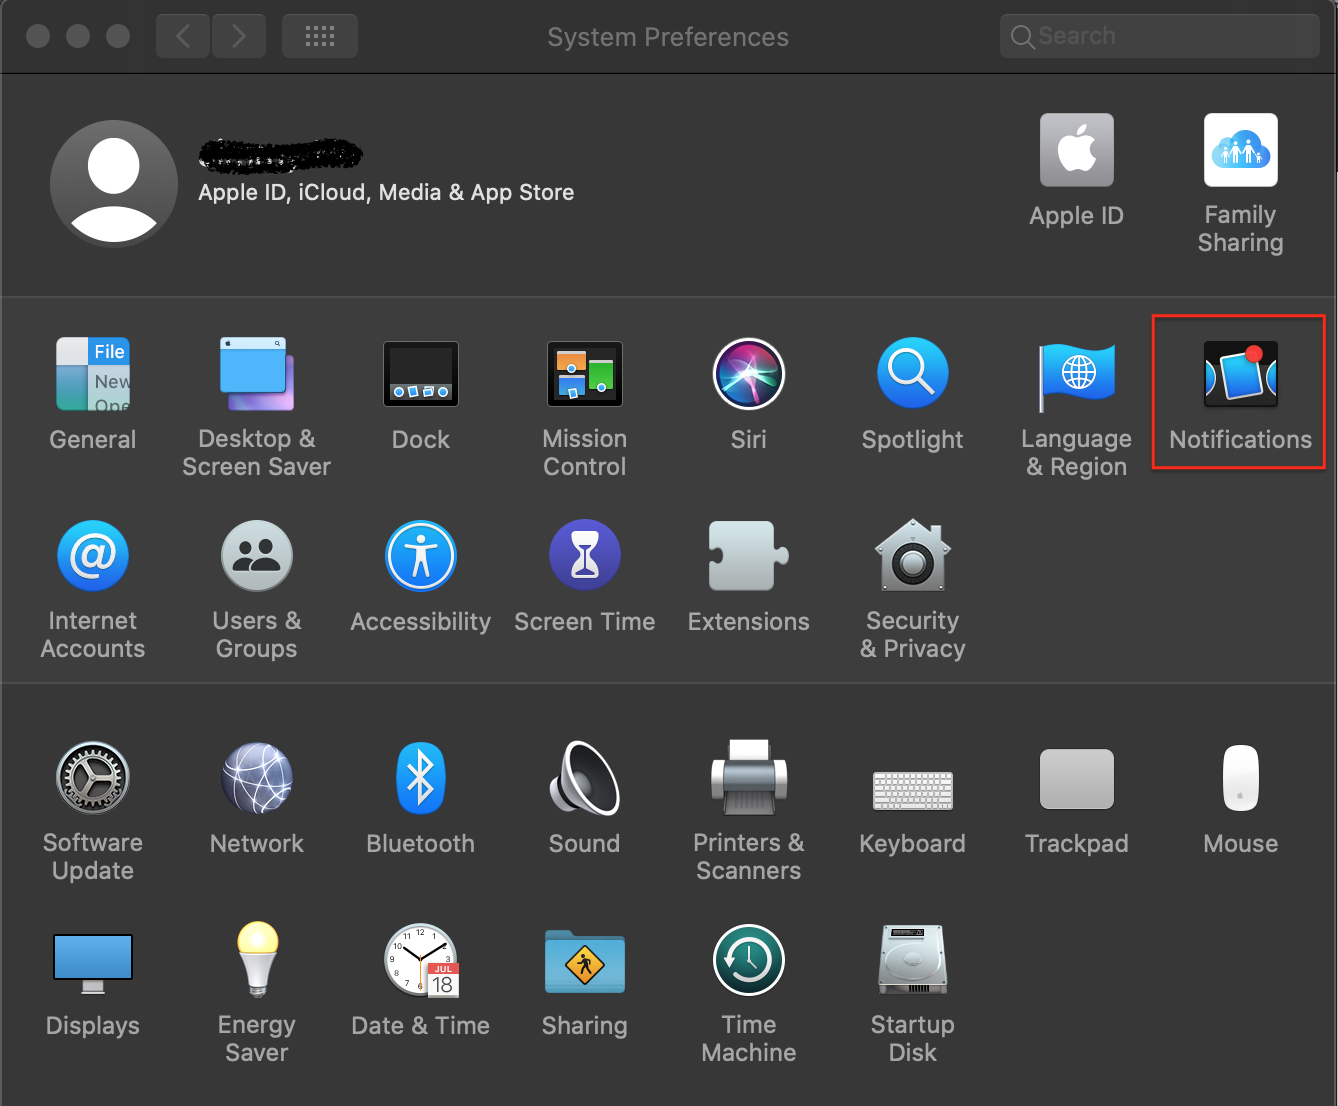 System Preferences
Search
Apple ID, iCloud, Media & App Store
Apple ID
Family
Sharing
File
New
Ope
General
Desktop &
Screen Saver
Dock
Mission
Control
Siri
Spotlight
Language
& Region
Notifications
Internet
Accounts
Users &
Groups
Accessibility
Screen Time
Extensions
Security
& Privacy
Software
Update
Network
Bluetooth
Sound
Printers &
Scanners
Keyboard
Trackpad
Mouse
Displays
Energy
Saver
JUL
18
Date & Time
Sharing
Time
Machine
Startup
Disk